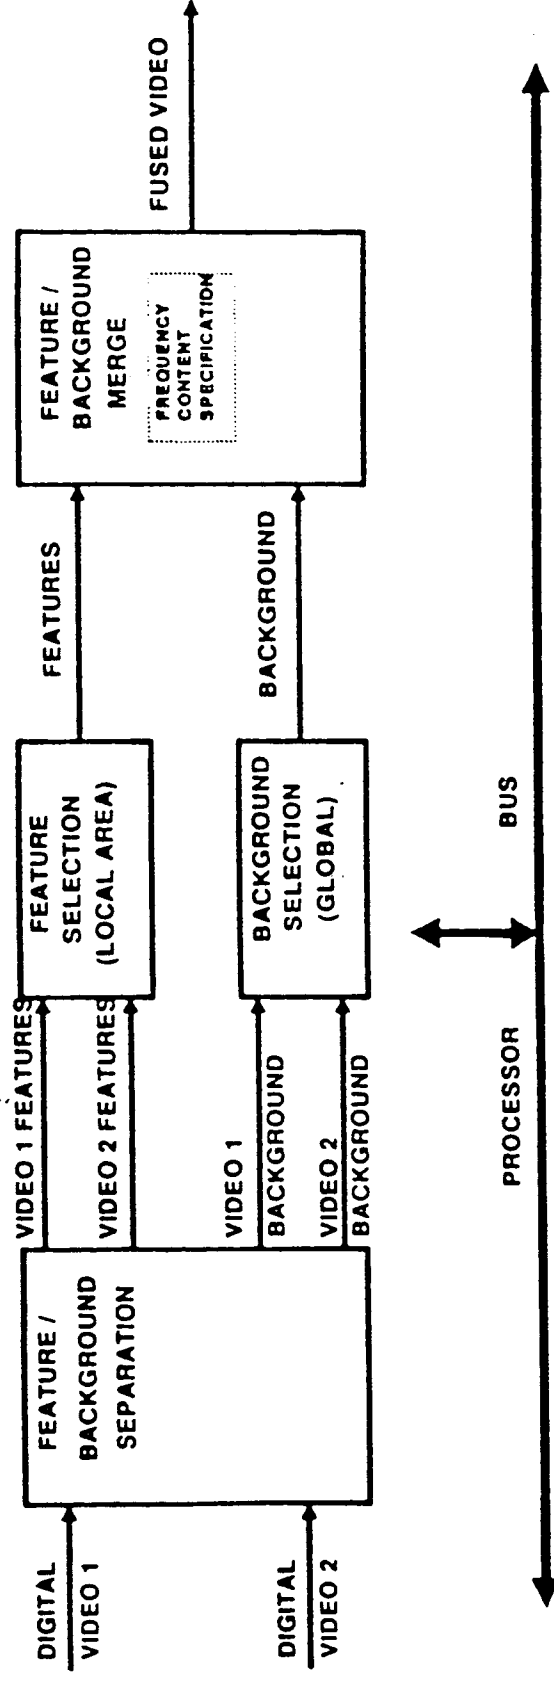 DIGITAL
VIDEO 1
DIGITAL
VIDEO 2
FEATURE /
BACKGROUND
SEPARATION
VIDEO 1 FEATURES
VIDEO 2 FEATURES
VIDEO 1
BACKGROUND
VIDEO 2
BACKGROUND
FEATURE
SELECTION
(LOCAL AREA)
BACKGROUND
SELECTION
(GLOBAL)
FEATURES
BACKGROUND
FEATURE /
BACKGROUND
MERGE
FREQUENCY
CONTENT
SPECIFICATION
FUSED VIDEO
PROCESSOR
BUS